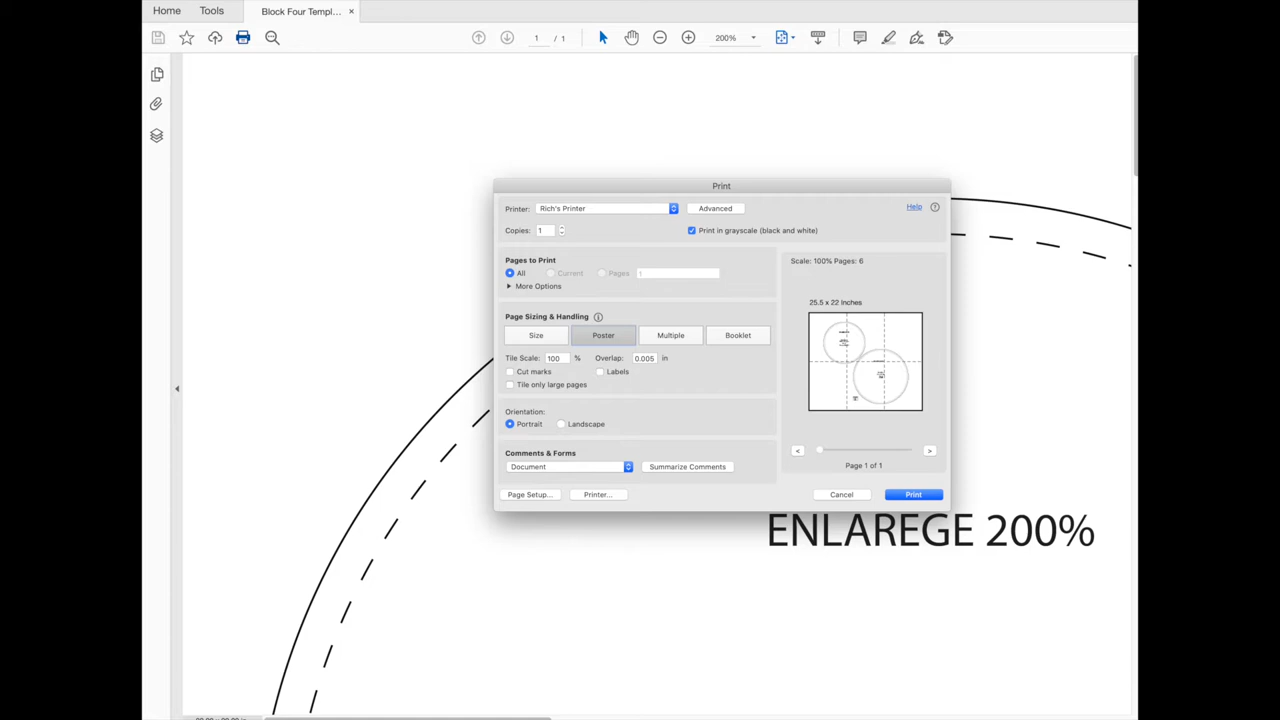 Home Tools Block Four Templ... ×
1 / 1 200%
Print
Printer: Rich's Printer Advanced Help ?
Copies: 1 Print in grayscale (black and white)
Pages to Print
All Current Pages 1
More Options
Scale: 100% Pages: 6
25.5 x 22 Inches
Page Sizing & Handling i
Size Poster Multiple Booklet
Tile Scale: 100 % Overlap: 0.005 in
Cut marks Labels
Tile only large pages
Orientation:
Portrait Landscape
Comments & Forms
Document Summarize Comments
< >
Page 1 of 1
Page Setup... Printer... Cancel Print
ENLAREGE 200%